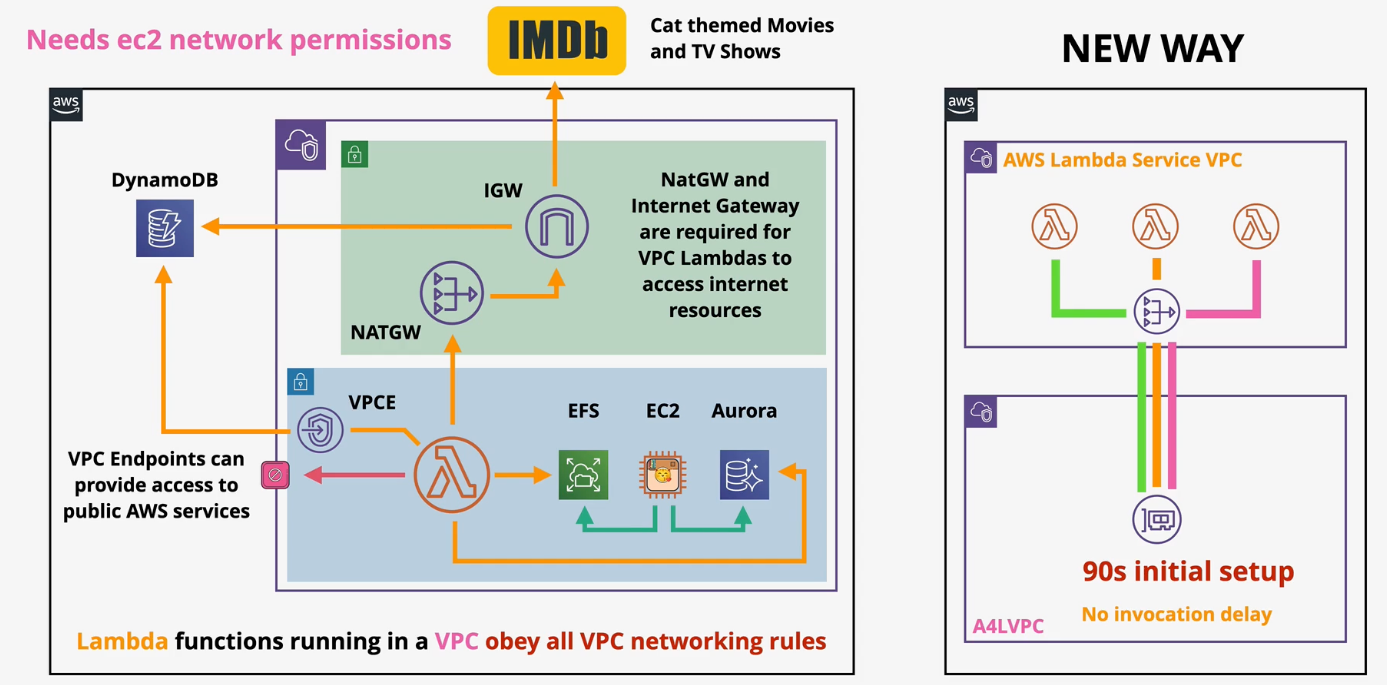 Needs ec2 network permissions
IMDb
Cat themed Movies
and TV Shows
aws
DynamoDB
IGW
NatGW and
Internet Gateway
are required for
VPC Lambdas to
access internet
resources
NATGW
VPCE
EFS
EC2
Aurora
VPC Endpoints can
provide access to
public AWS services
Lambda functions running in a VPC obey all VPC networking rules
NEW WAY
aws
AWS Lambda Service VPC
90s initial setup
No invocation delay
A4LVPC